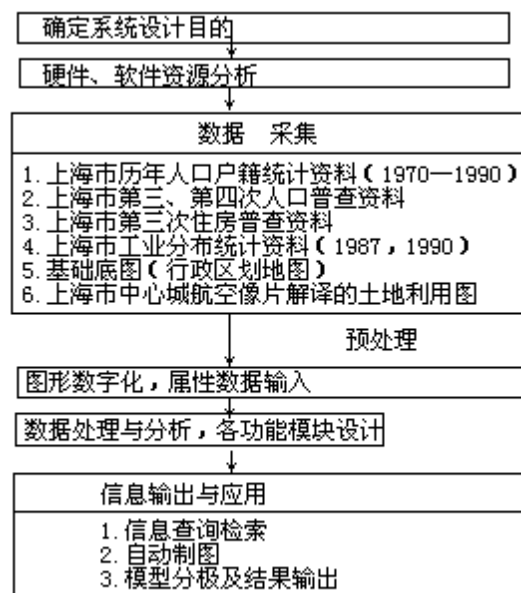 确定系统设计目的
硬件、软件资源分析
数据 采集
1. 上海市历年人口户籍统计资料(1970—1990)
2. 上海市第三、第四次人口普查资料
3. 上海市第三次住房普查资料
4. 上海市工业分布统计资料(1987，1990)
5. 基础底图(行政区划地图)
6. 上海市中心城航空像片解译的土地利用图
预处理
图形数字化，属性数据输入
数据处理与分析，各功能模块设计
信息输出与应用
1. 信息查询检索
2. 自动制图
3. 模型分极及结果输出